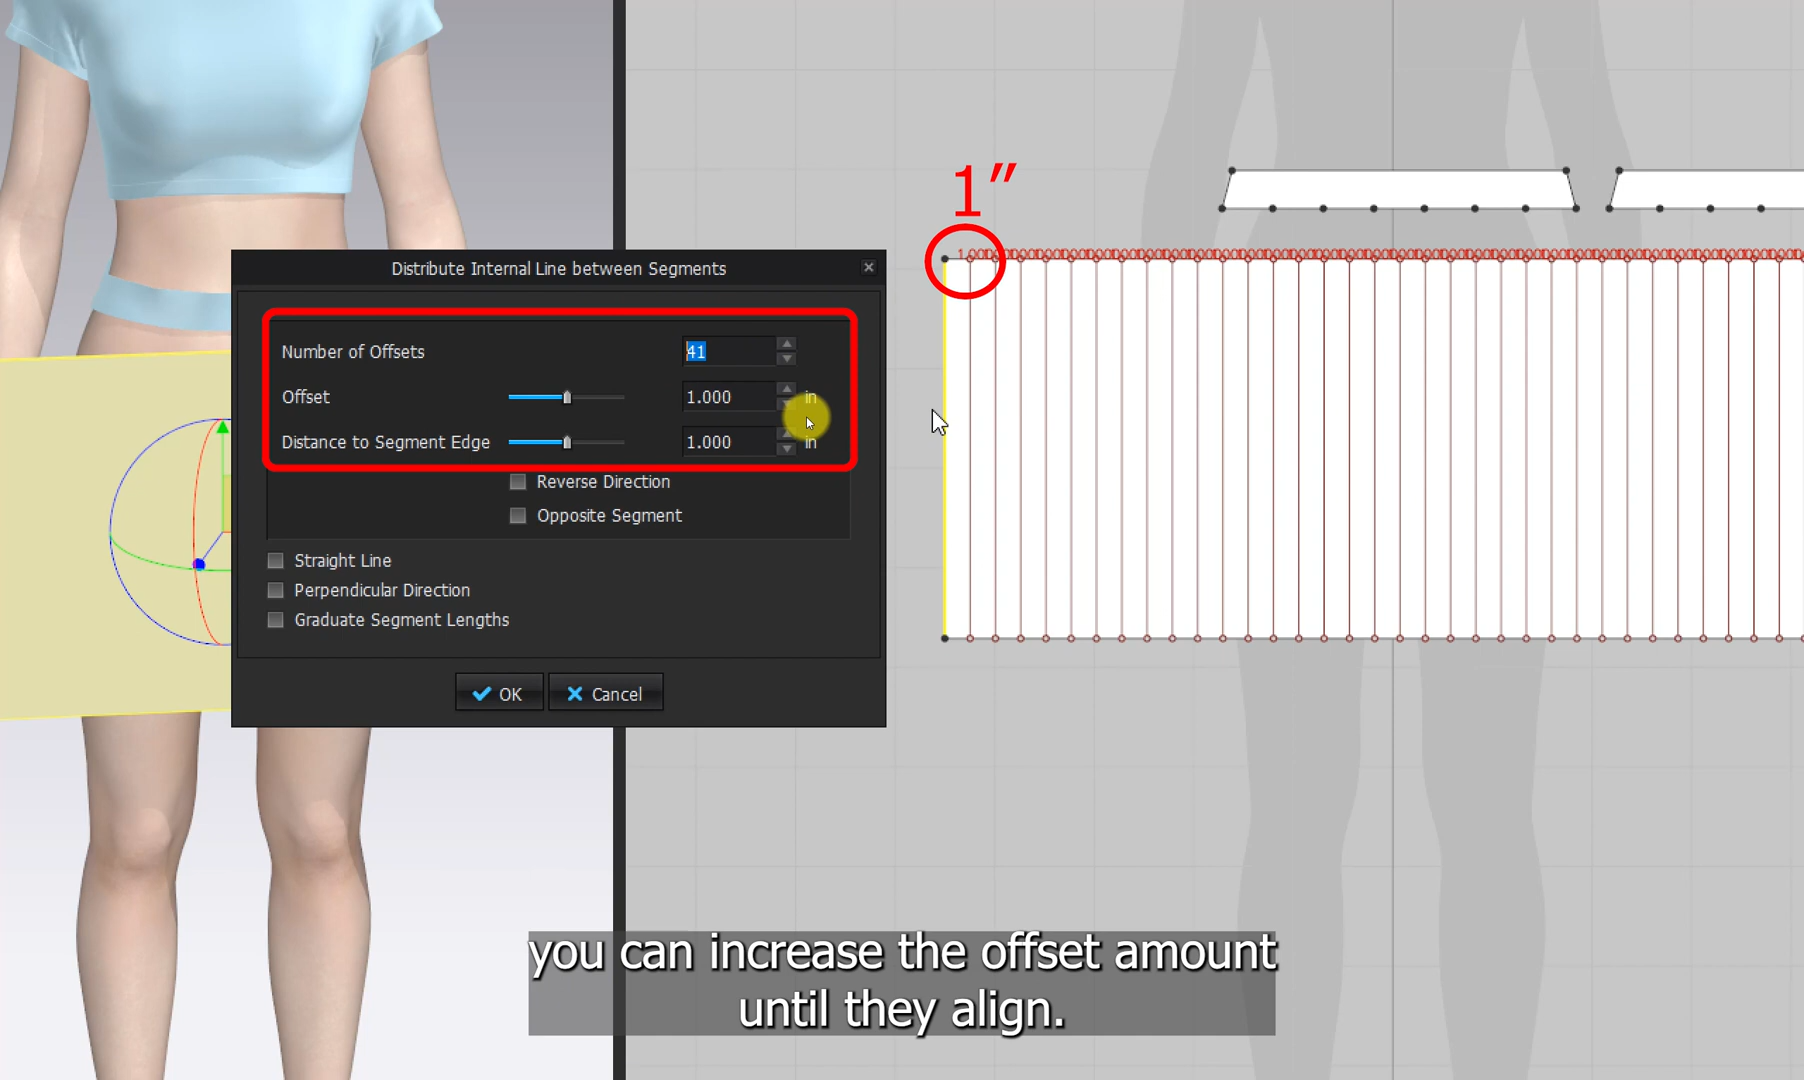 1”
Distribute Internal Line between Segments
Number of Offsets
41
Offset
1.000
in
Distance to Segment Edge
1.000
in
Reverse Direction
Opposite Segment
Straight Line
Perpendicular Direction
Graduate Segment Lengths
OK
Cancel
you can increase the offset amount
until they align.